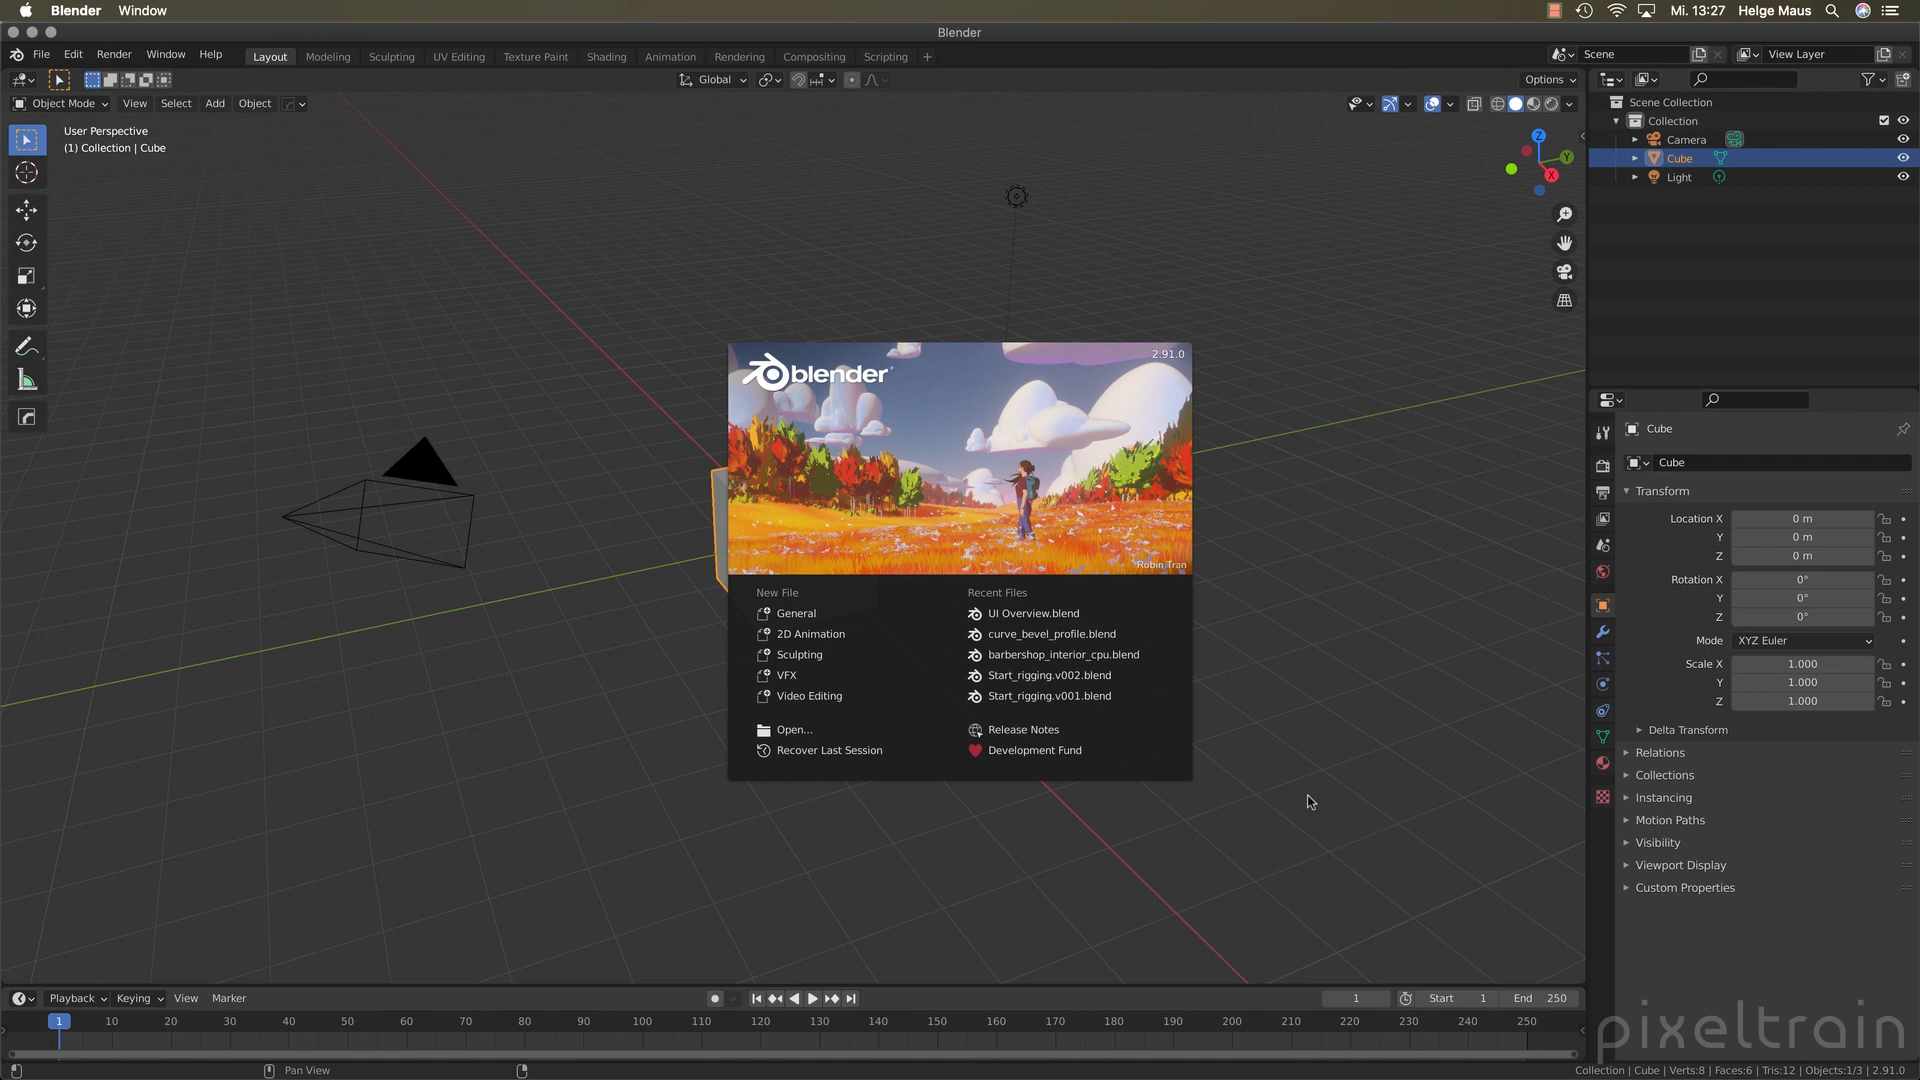 Blender Window
Mi. 13:27 Helge Maus
Blender
File Edit Render Window Help
Layout Modeling Sculpting UV Editing Texture Paint Shading Animation Rendering Compositing Scripting +
Scene
View Layer
Global
Options
Object Mode View Select Add Object
User Perspective
(1) Collection | Cube
Z
Y
X
Scene Collection
Collection
Camera
Cube
Light
blender
2.91.0
Robin Tran
New File
General
2D Animation
Sculpting
VFX
Video Editing
Open...
Recover Last Session
Recent Files
UI Overview.blend
curve_bevel_profile.blend
barbershop_interior_cpu.blend
Start_rigging.v002.blend
Start_rigging.v001.blend
Release Notes
Development Fund
Cube
Cube
Transform
Location X 0 m
Y 0 m
Z 0 m
Rotation X 0°
Y 0°
Z 0°
Mode XYZ Euler
Scale X 1.000
Y 1.000
Z 1.000
Delta Transform
Relations
Collections
Instancing
Motion Paths
Visibility
Viewport Display
Custom Properties
Playback Keying View Marker
1 Start 1 End 250
1 10 20 30 40 50 60 70 80 90 100 110 120 130 140 150 160 170 180 190 200 210 220 230 240 250
pixeltrain
Pan View
Collection | Cube | Verts:8 | Faces:6 | Tris:12 | Objects:1/3 | 2.91.0